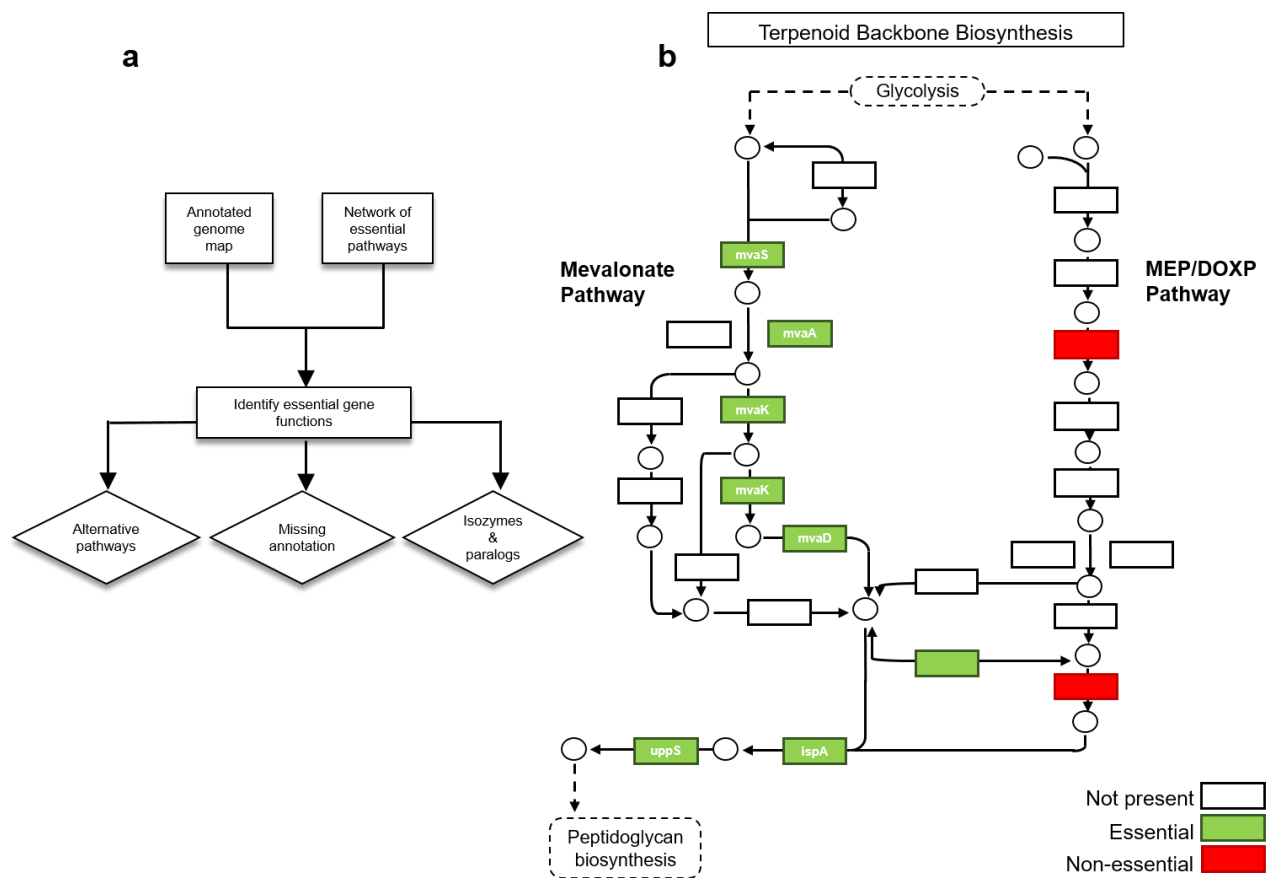 a
Annotated
genome
map
Network of
essential
pathways
Identify essential gene
functions
Alternative
pathways
Missing
annotation
Isozymes
&
paralogs
b
Terpenoid Backbone Biosynthesis
Glycolysis
Mevalonate
Pathway
MEP/DOXP
Pathway
mvaS
mvaA
mvaK
mvaK
mvaD
uppS
ispA
Peptidoglycan
biosynthesis
Not present
Essential
Non-essential